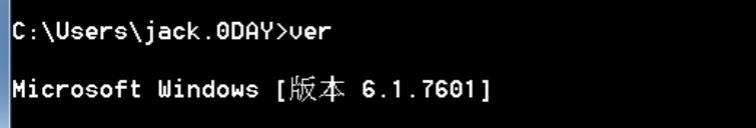 C:\Users\jack.0DAY>ver
Microsoft Windows [版本 6.1.7601]